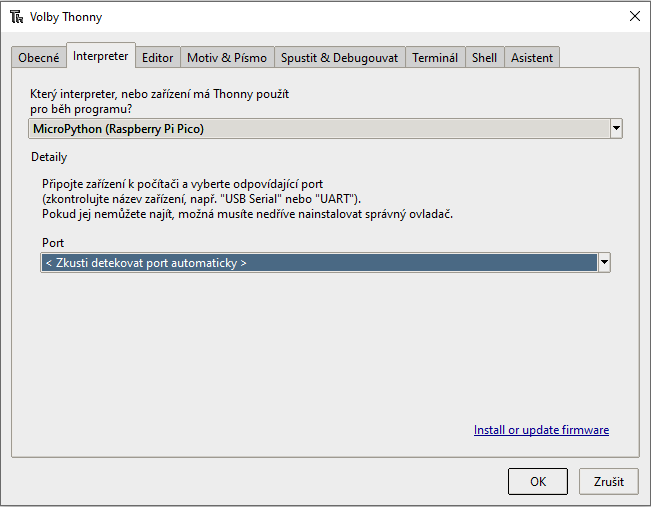 Volby Thonny
Obecné Interpreter Editor Motiv & Písmo Spustit & Debugouvat Terminál Shell Asistent
Který interpreter, nebo zařízení má Thonny použít
pro běh programu?
MicroPython (Raspberry Pi Pico)
Detaily
Připojte zařízení k počítači a vyberte odpovídající port
(zkontrolujte název zařízení, např. "USB Serial" nebo "UART").
Pokud jej nemůžete najít, možná musíte nedříve nainstalovat správný ovladač.
Port
< Zkusti detekovat port automaticky >
Install or update firmware
OK Zrušit